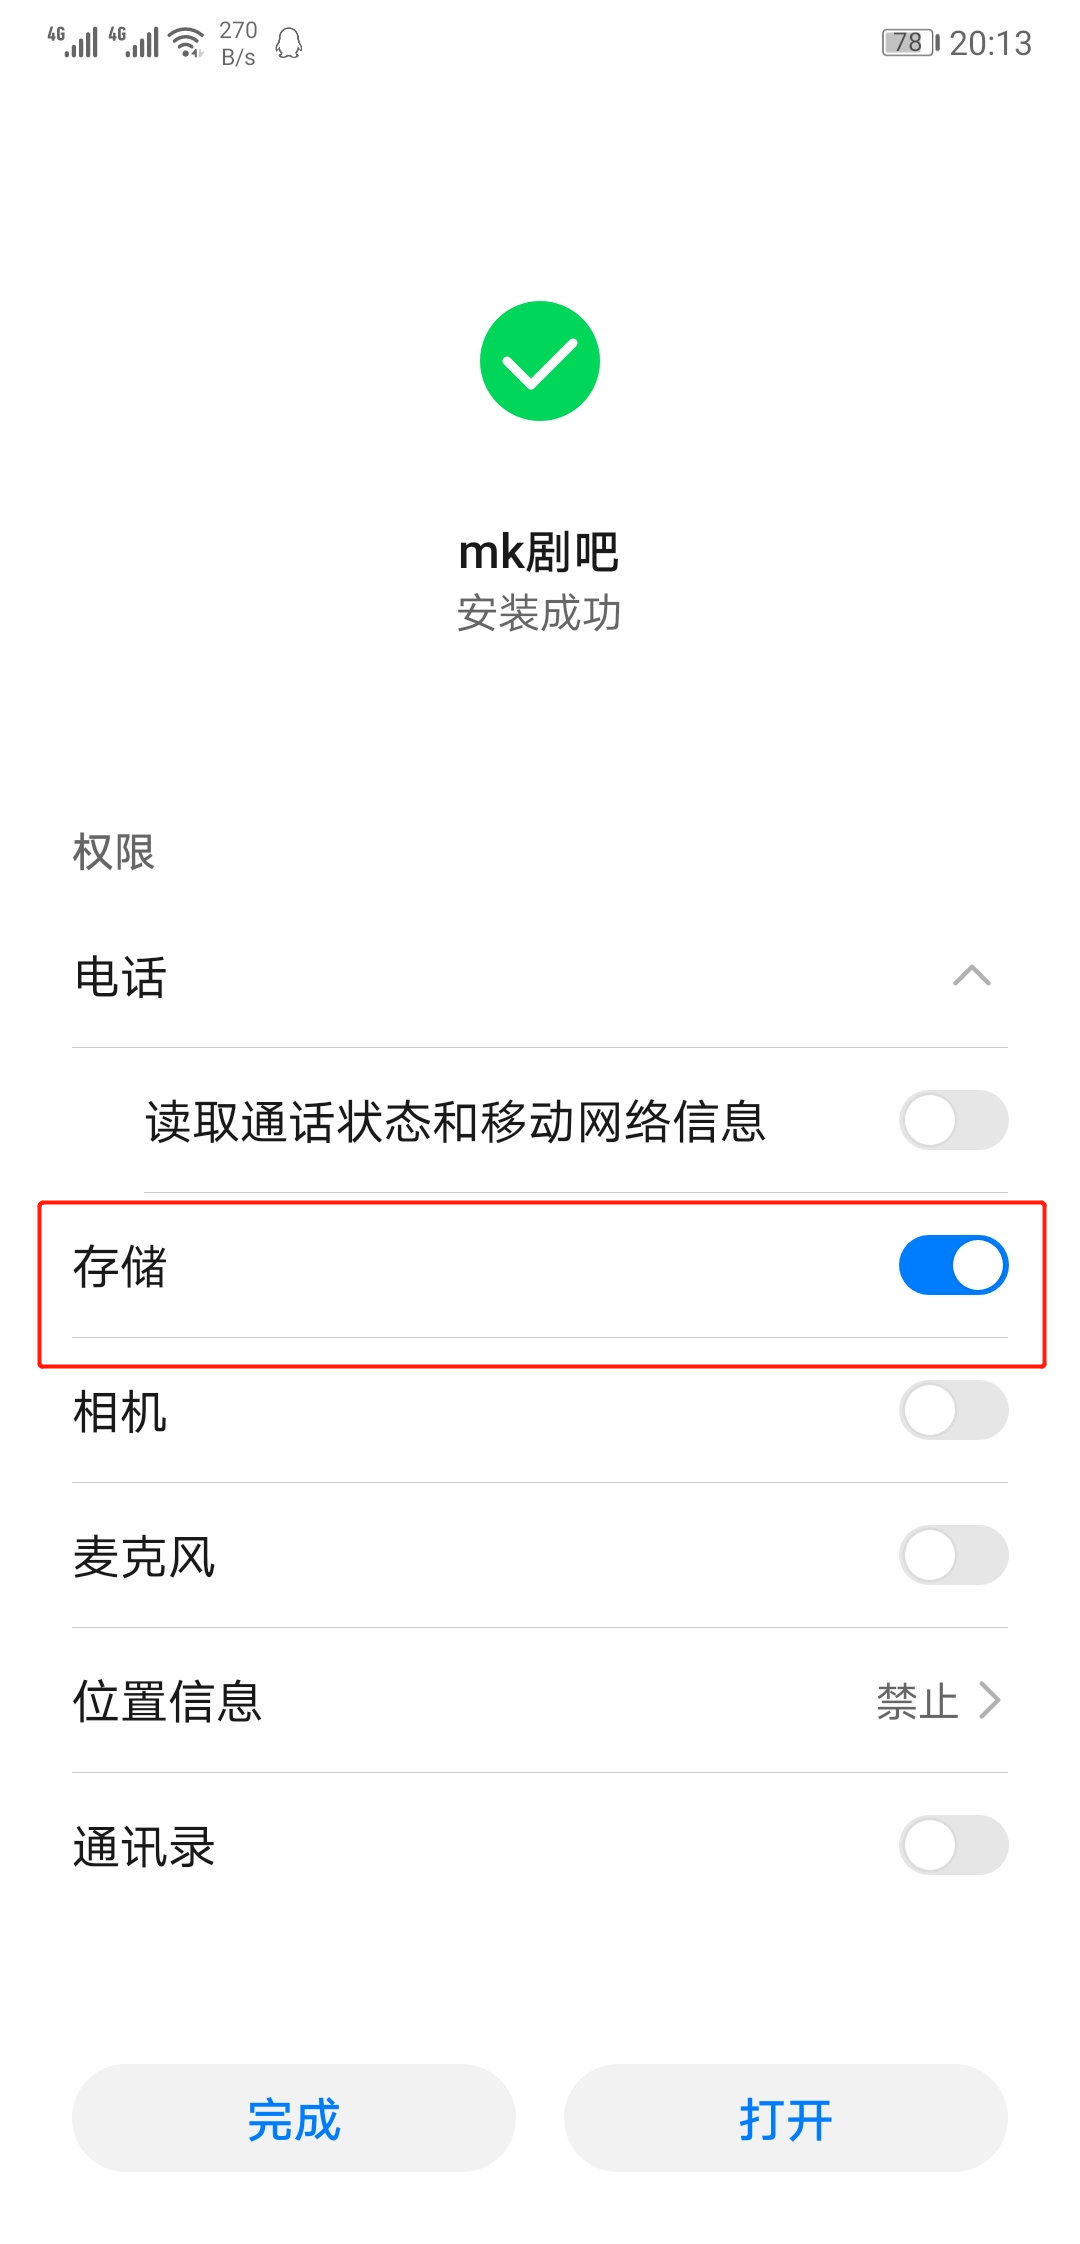 4G 4G 270 B/s 78 20:13
mk剧吧
安装成功
权限
电话
读取通话状态和移动网络信息
存储
相机
麦克风
位置信息 禁止
通讯录
完成 打开